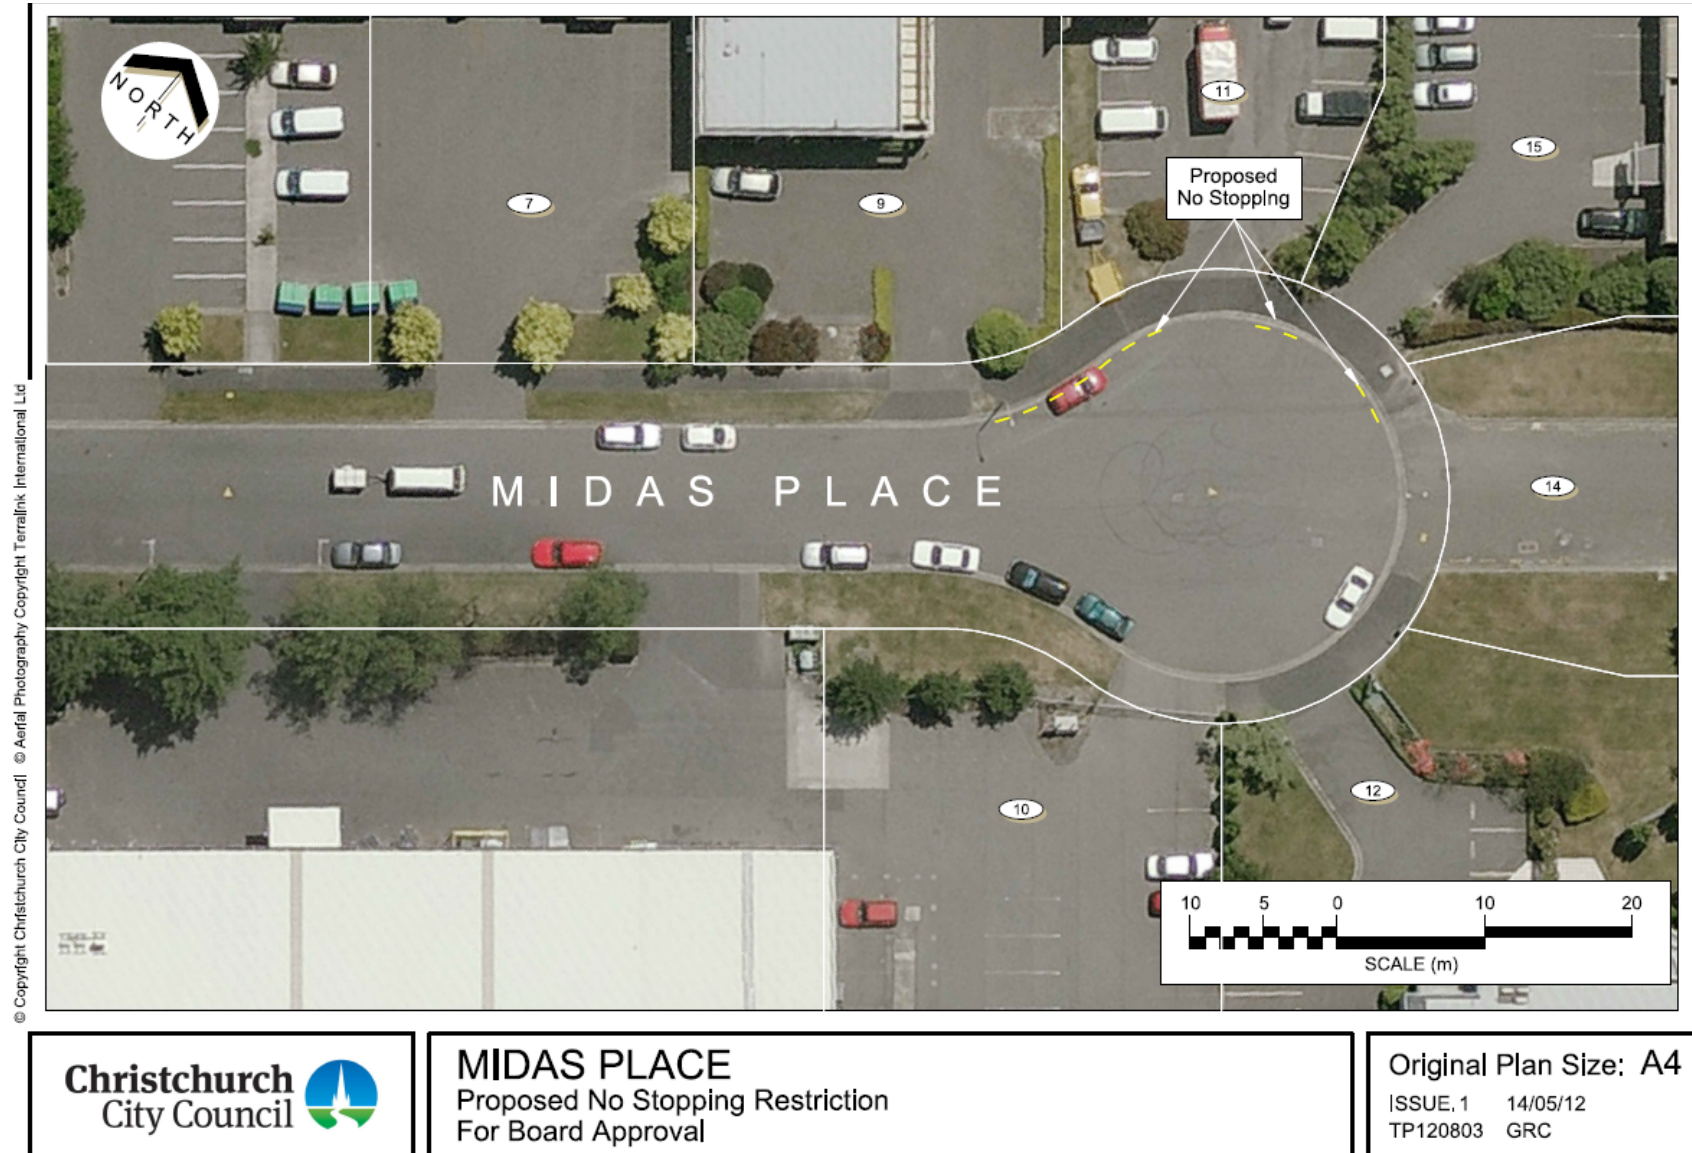 NORTH
7
9
11
15
Proposed
No Stopping
MIDAS PLACE
14
10
12
10 5 0 10 20
SCALE (m)
© Copyright Christchurch City Council © Aerial Photography Copyright Terralink International Ltd
Christchurch
City Council
MIDAS PLACE
Proposed No Stopping Restriction
For Board Approval
Original Plan Size: A4
ISSUE. 1 14/05/12
TP120803 GRC